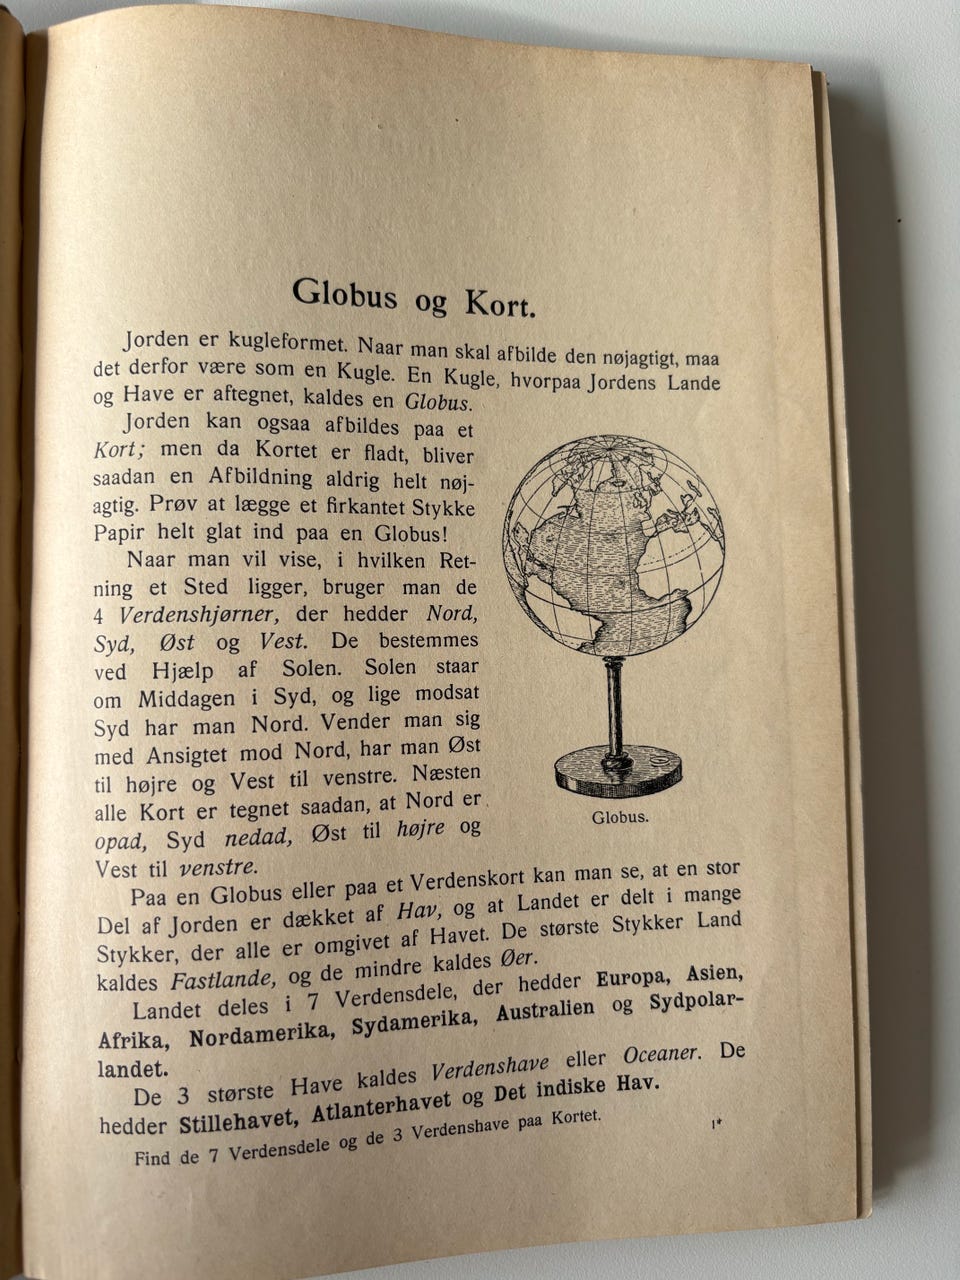 Globus og Kort.
Jorden er kugleformet. Naar man skal afbilde den nøjagtigt, maa
det derfor være som en Kugle. En Kugle, hvorpaa Jordens Lande
og Have er aftegnet, kaldes en Globus.
Jorden kan ogsaa afbildes paa et
Kort; men da Kortet er fladt, bliver
saadan en Afbildning aldrig helt nøj-
agtig. Prøv at lægge et firkantet Stykke
Papir helt glat ind paa en Globus!
Naar man vil vise, i hvilken Ret-
ning et Sted ligger, bruger man de
4 Verdenshjørner, der hedder Nord,
Syd, Øst og Vest. De bestemmes
ved Hjælp af Solen. Solen staar
om Middagen i Syd, og lige modsat
Syd har man Nord. Vender man sig
med Ansigtet mod Nord, har man Øst
til højre og Vest til venstre. Næsten
alle Kort er tegnet saadan, at Nord er
opad, Syd nedad, Øst til højre og
Vest til venstre.
Globus.
Paa en Globus eller paa et Verdenskort kan man se, at en stor
Del af Jorden er dækket af Hav, og at Landet er delt i mange
Stykker, der alle er omgivet af Havet. De største Stykker Land
kaldes Fastlande, og de mindre kaldes Øer.
Landet deles i 7 Verdensdele, der hedder Europa, Asien,
Afrika, Nordamerika, Sydamerika, Australien og Sydpolar-
landet.
De 3 største Have kaldes Verdenshave eller Oceaner. De
hedder Stillehavet, Atlanterhavet og Det indiske Hav.
Find de 7 Verdensdele og de 3 Verdenshave paa Kortet.
1*